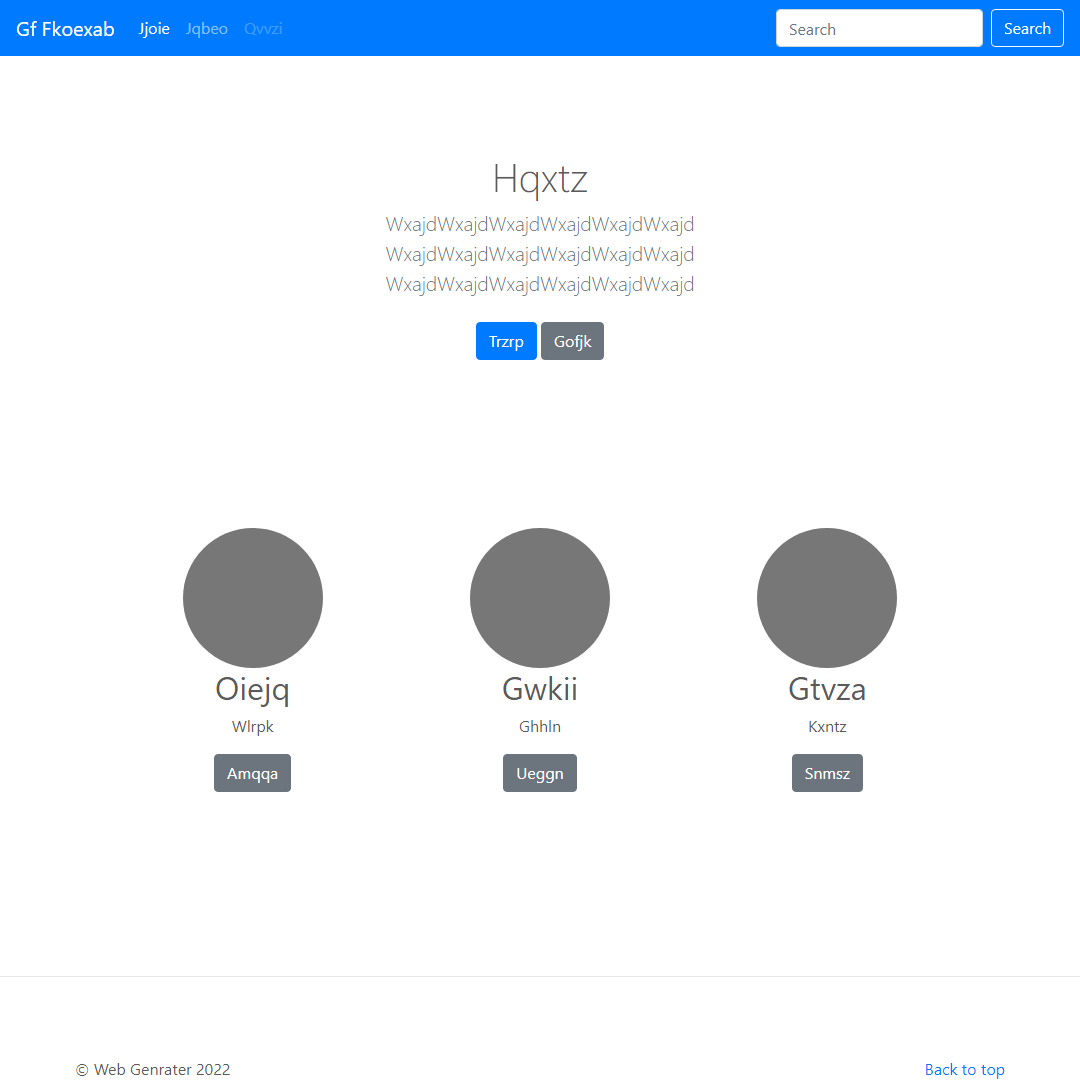 Gf Fkoexab Jjoie Jqbeo Qvvzi Search Search
Hqxtz
WxajdWxajdWxajdWxajdWxajdWxajd
WxajdWxajdWxajdWxajdWxajdWxajd
WxajdWxajdWxajdWxajdWxajdWxajd
Trzrp Gofjk
Oiejq Gwkii Gtvza
Wlrpk Ghhln Kxntz
Amqqa Ueggn Snmsz
© Web Genrater 2022 Back to top